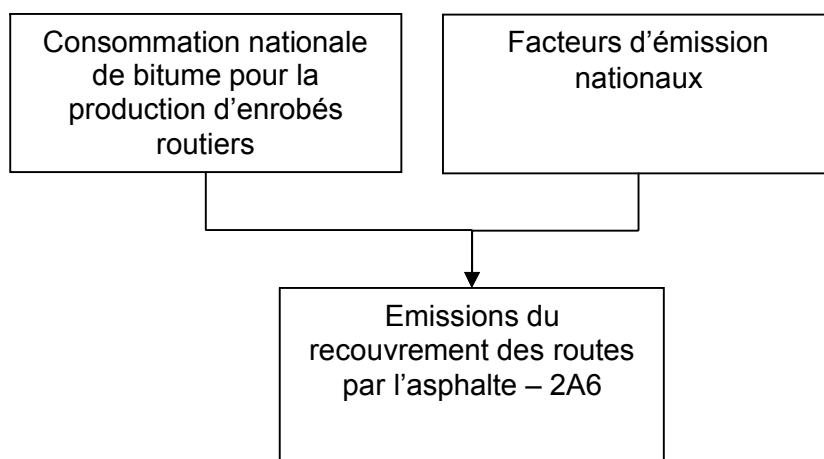 Consommation nationale
de bitume pour la
production d’enrobés
routiers
Facteurs d’émission
nationaux
Emissions du
recouvrement des routes
par l’asphalte – 2A6